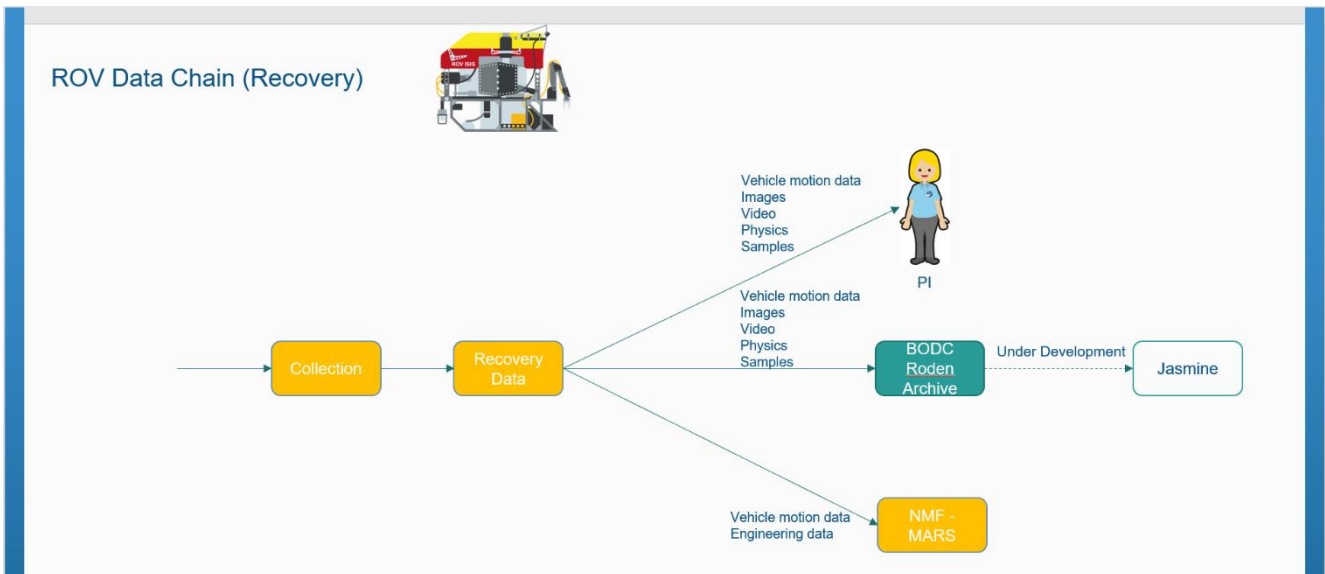 ROV Data Chain (Recovery)
ROV ISIS
Vehicle motion data
Images
Video
Physics
Samples
PI
Vehicle motion data
Images
Video
Physics
Samples
Collection
Recovery
Data
BODC
Roden
Archive
Under Development
Jasmine
Vehicle motion data
Engineering data
NMF -
MARS